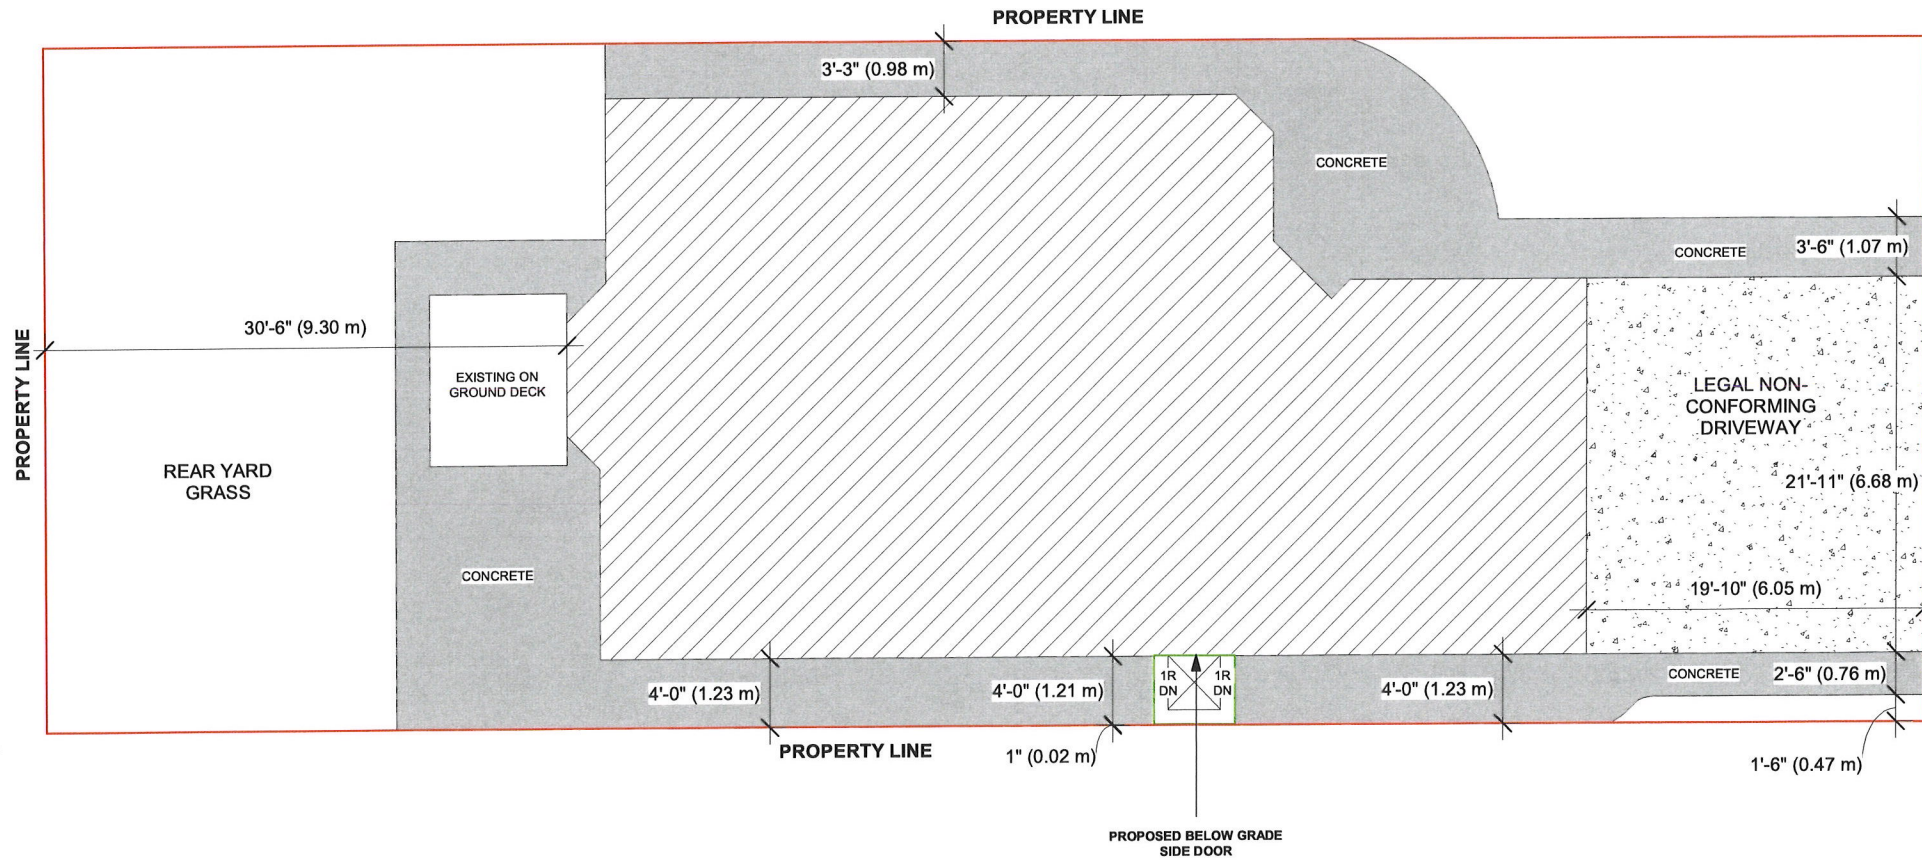 PROPERTY LINE
3'-3" (0.98 m)
CONCRETE
CONCRETE
3'-6" (1.07 m)
30'-6" (9.30 m)
PROPERTY LINE
EXISTING ON
GROUND DECK
LEGAL NON-
CONFORMING
DRIVEWAY
REAR YARD
GRASS
21'-11" (6.68 m)
CONCRETE
19'-10" (6.05 m)
4'-0" (1.23 m)
4'-0" (1.21 m)
1R
DN
1R
DN
4'-0" (1.23 m)
CONCRETE
2'-6" (0.76 m)
PROPERTY LINE
1" (0.02 m)
1'-6" (0.47 m)
PROPOSED BELOW GRADE
SIDE DOOR